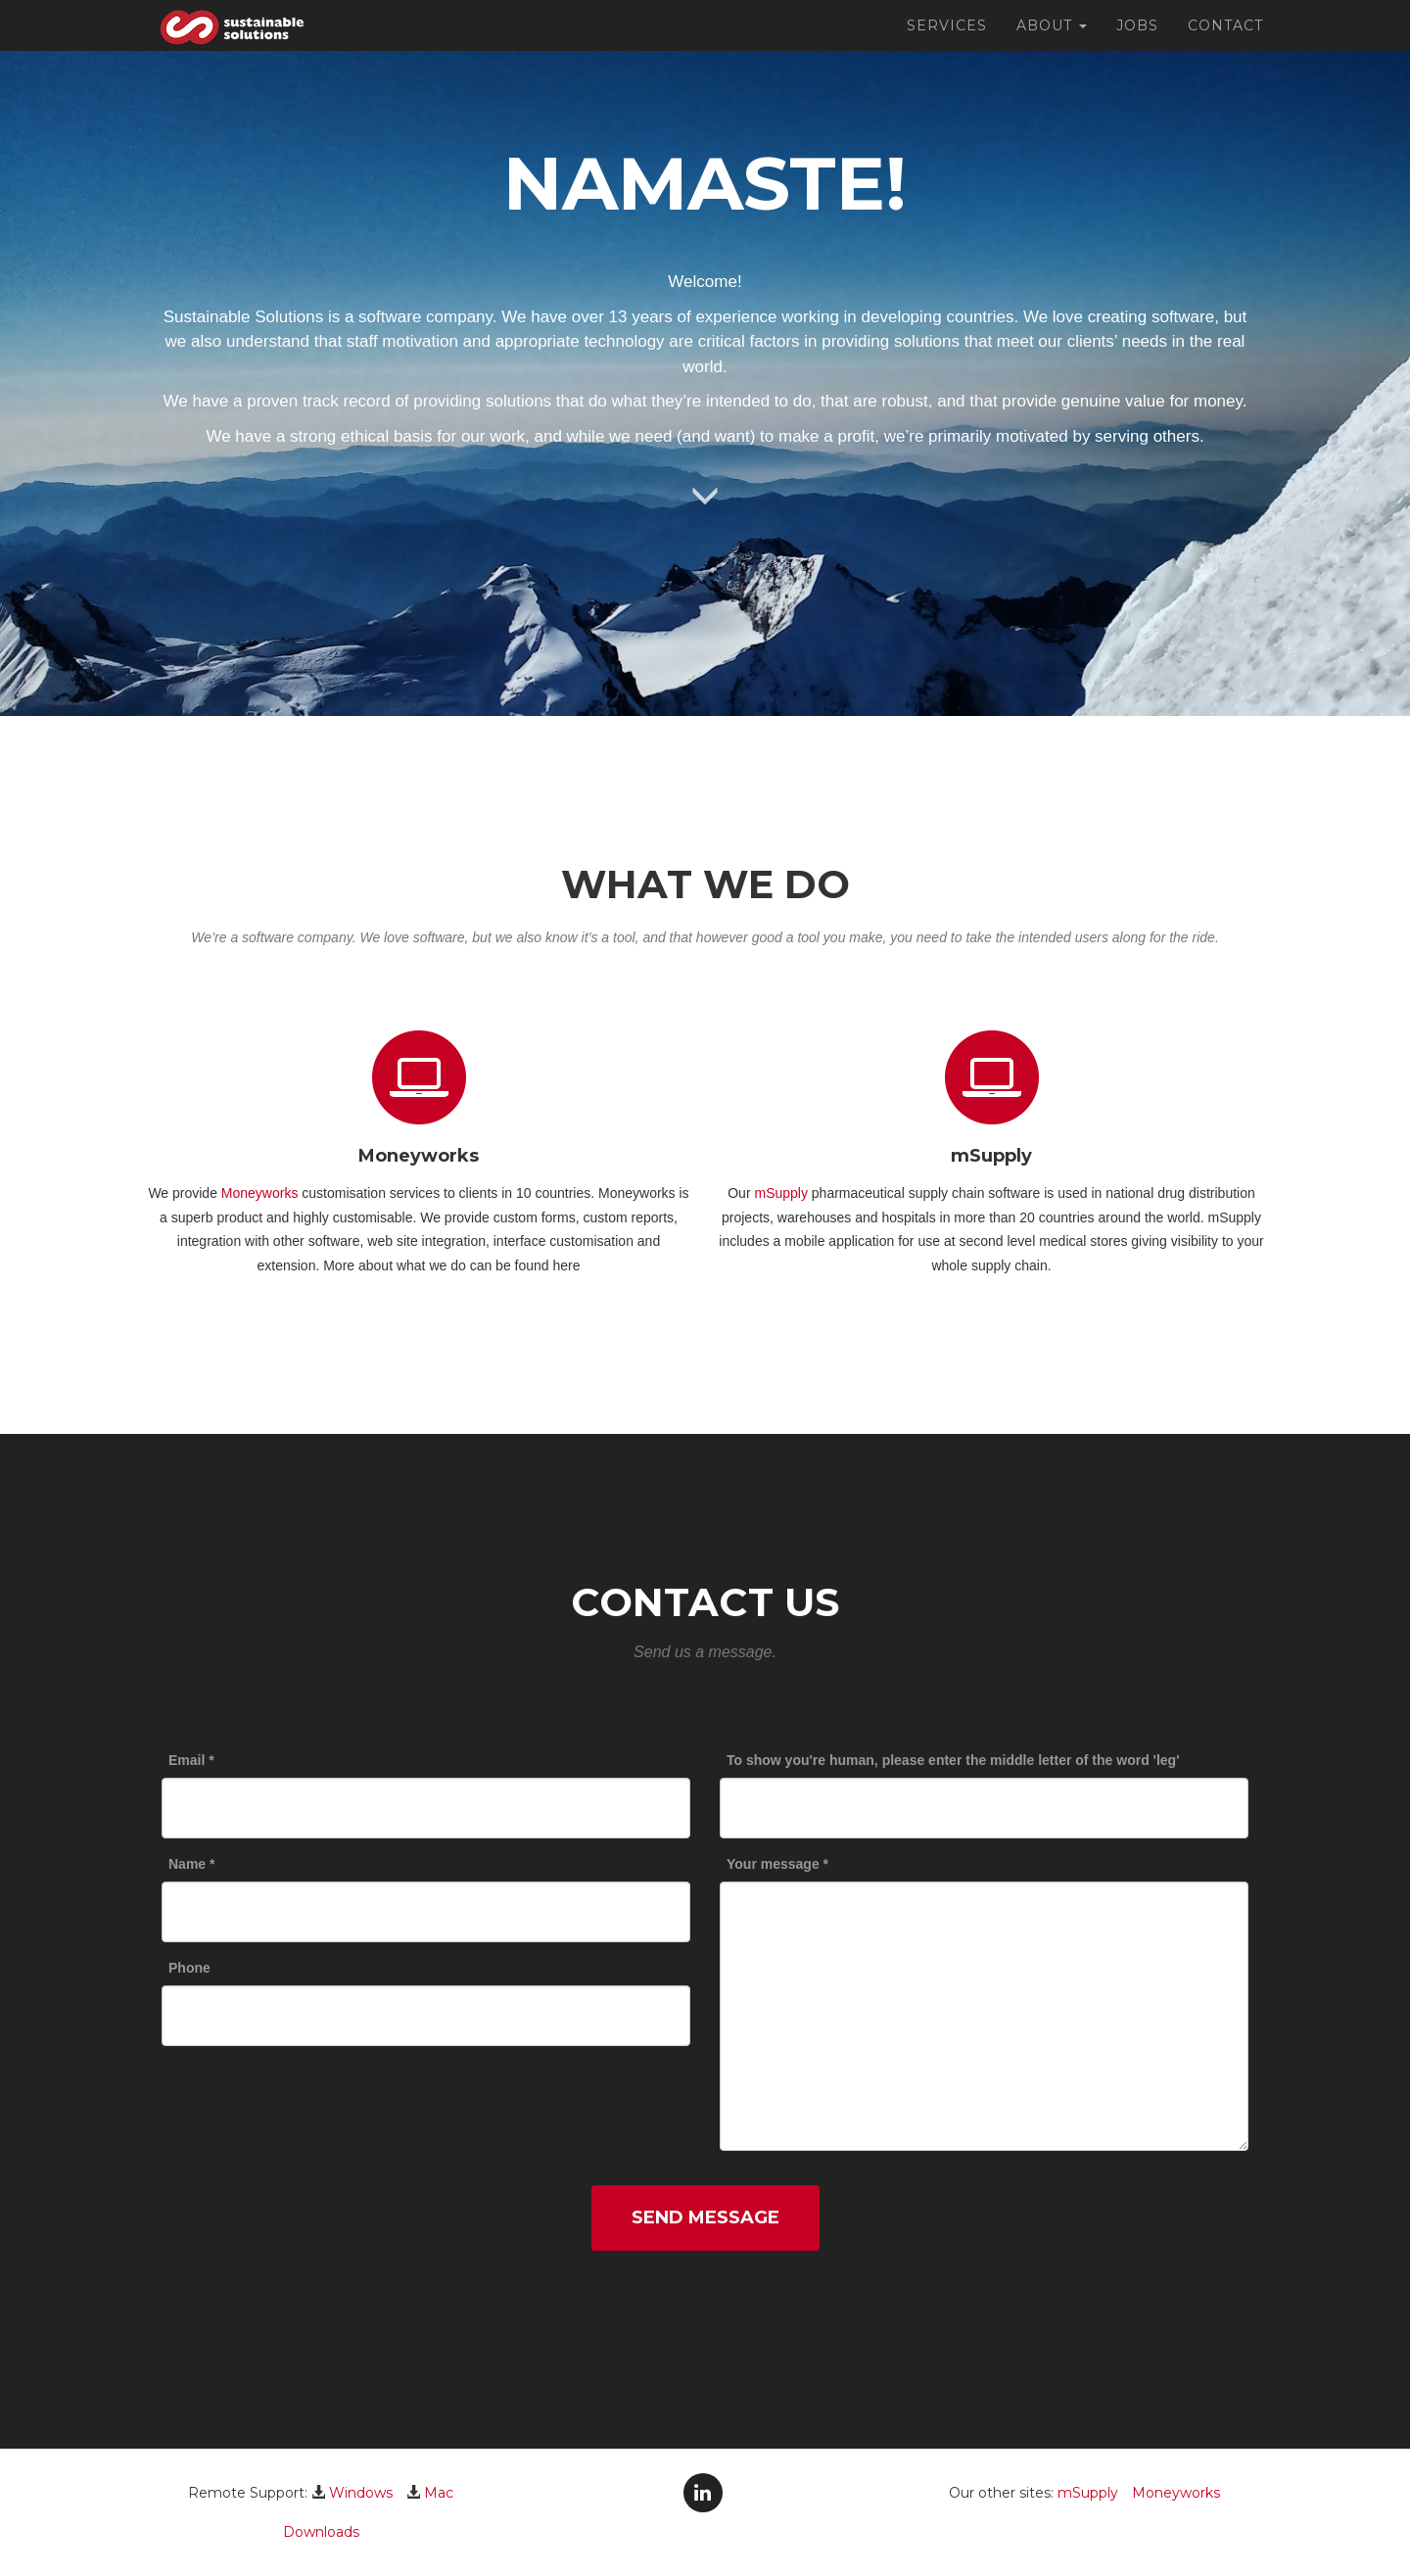 sustainable
solutions
SERVICES
ABOUT
JOBS
CONTACT
NAMASTE!
Welcome!
Sustainable Solutions is a software company. We have over 13 years of experience working in developing countries. We love creating software, but
we also understand that staff motivation and appropriate technology are critical factors in providing solutions that meet our clients’ needs in the real
world.
We have a proven track record of providing solutions that do what they’re intended to do, that are robust, and that provide genuine value for money.
We have a strong ethical basis for our work, and while we need (and want) to make a profit, we’re primarily motivated by serving others.
WHAT WE DO
We’re a software company. We love software, but we also know it’s a tool, and that however good a tool you make, you need to take the intended users along for the ride.
Moneyworks
We provide Moneyworks customisation services to clients in 10 countries. Moneyworks is
a superb product and highly customisable. We provide custom forms, custom reports,
integration with other software, web site integration, interface customisation and
extension. More about what we do can be found here
mSupply
Our mSupply pharmaceutical supply chain software is used in national drug distribution
projects, warehouses and hospitals in more than 20 countries around the world. mSupply
includes a mobile application for use at second level medical stores giving visibility to your
whole supply chain.
CONTACT US
Send us a message.
Email *
To show you're human, please enter the middle letter of the word 'leg'
Name *
Your message *
Phone
SEND MESSAGE
Remote Support: Windows Mac
Downloads
in
Our other sites: mSupply Moneyworks